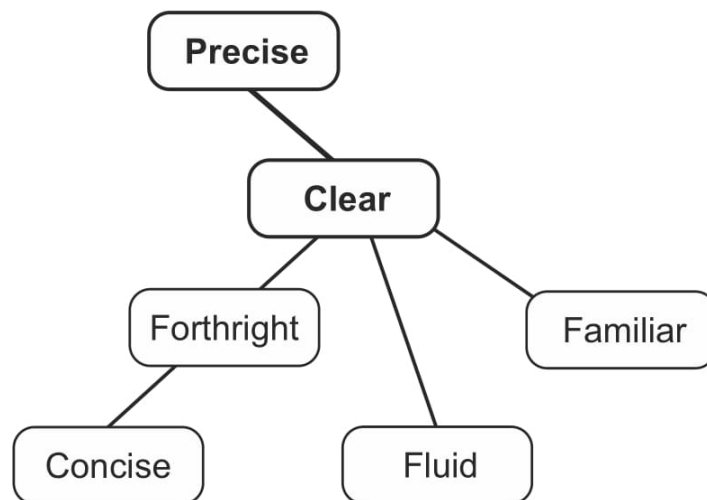 Precise
Clear
Forthright
Familiar
Concise
Fluid